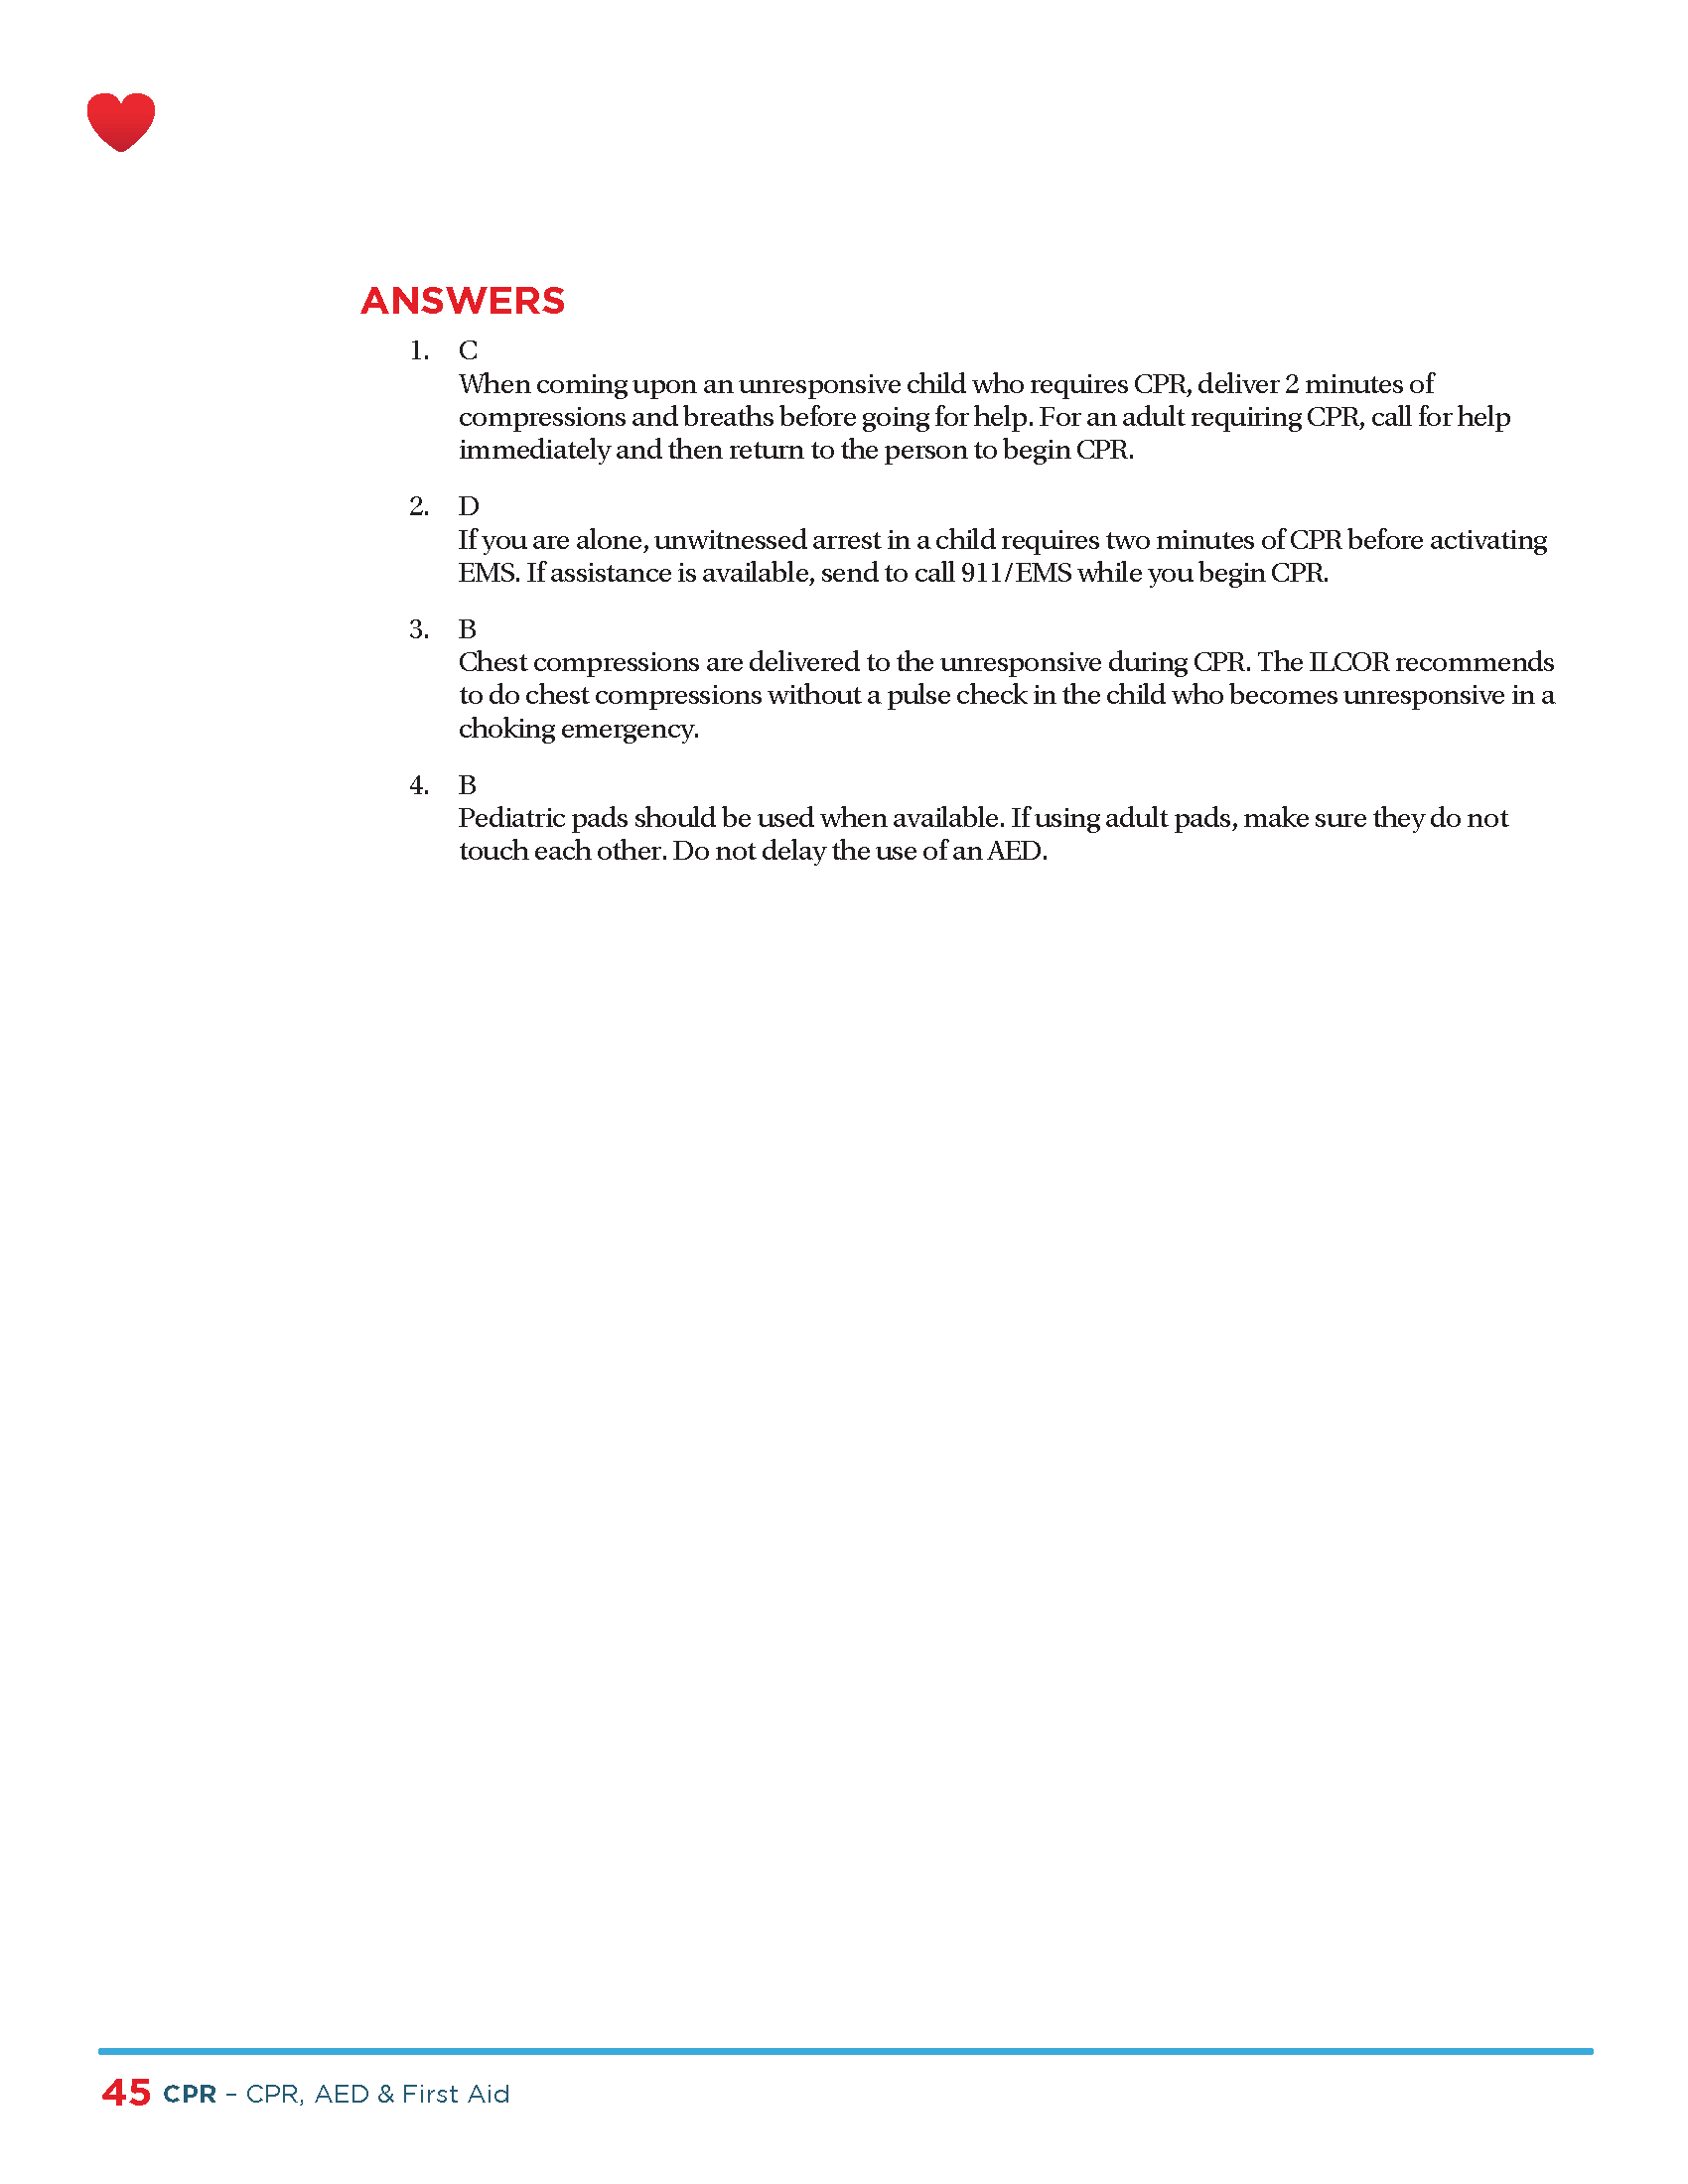 ANSWERS
1. C
When coming upon an unresponsive child who requires CPR, deliver 2 minutes of
compressions and breaths before going for help. For an adult requiring CPR, call for help
immediately and then return to the person to begin CPR.
2. D
If you are alone, unwitnessed arrest in a child requires two minutes of CPR before activating
EMS. If assistance is available, send to call 911/EMS while you begin CPR.
3. B
Chest compressions are delivered to the unresponsive during CPR. The ILCOR recommends
to do chest compressions without a pulse check in the child who becomes unresponsive in a
choking emergency.
4. B
Pediatric pads should be used when available. If using adult pads, make sure they do not
touch each other. Do not delay the use of an AED.
45 CPR – CPR, AED & First Aid